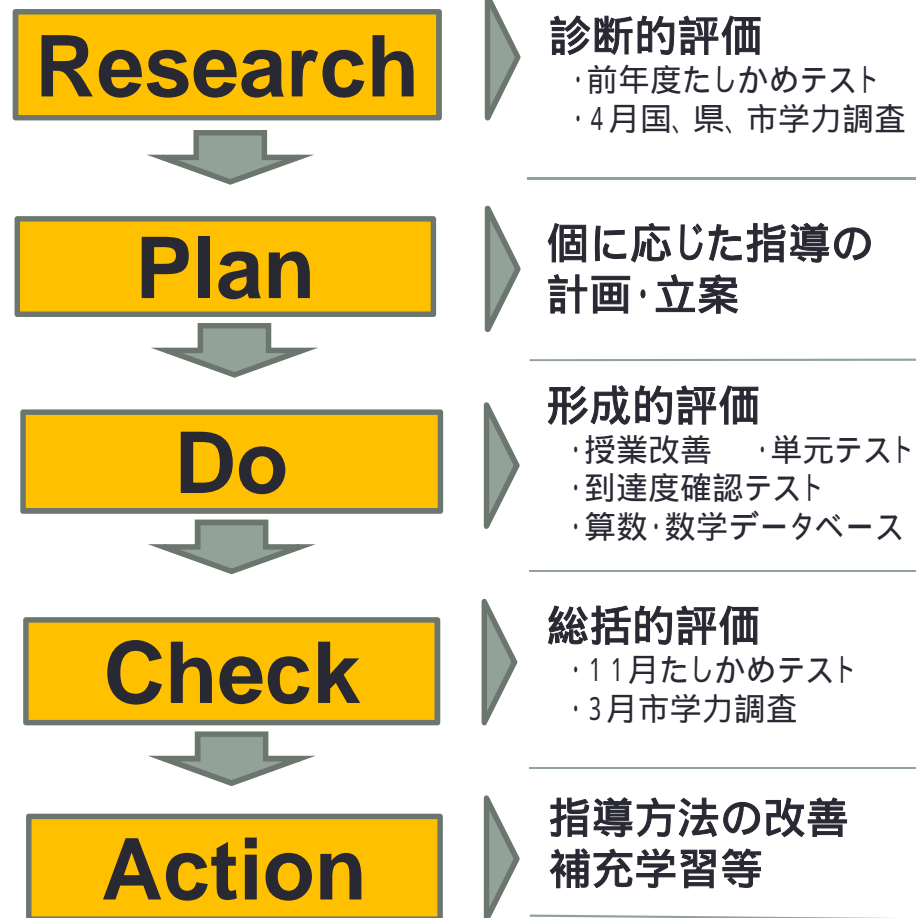 Research
診断的評価
・前年度たしかめテスト
・4月国、県、市学力調査
Plan
個に応じた指導の
計画・立案
Do
形成的評価
・授業改善　・単元テスト
・到達度確認テスト
・算数・数学データベース
Check
総括的評価
・11月たしかめテスト
・3月市学力調査
Action
指導方法の改善
補充学習等